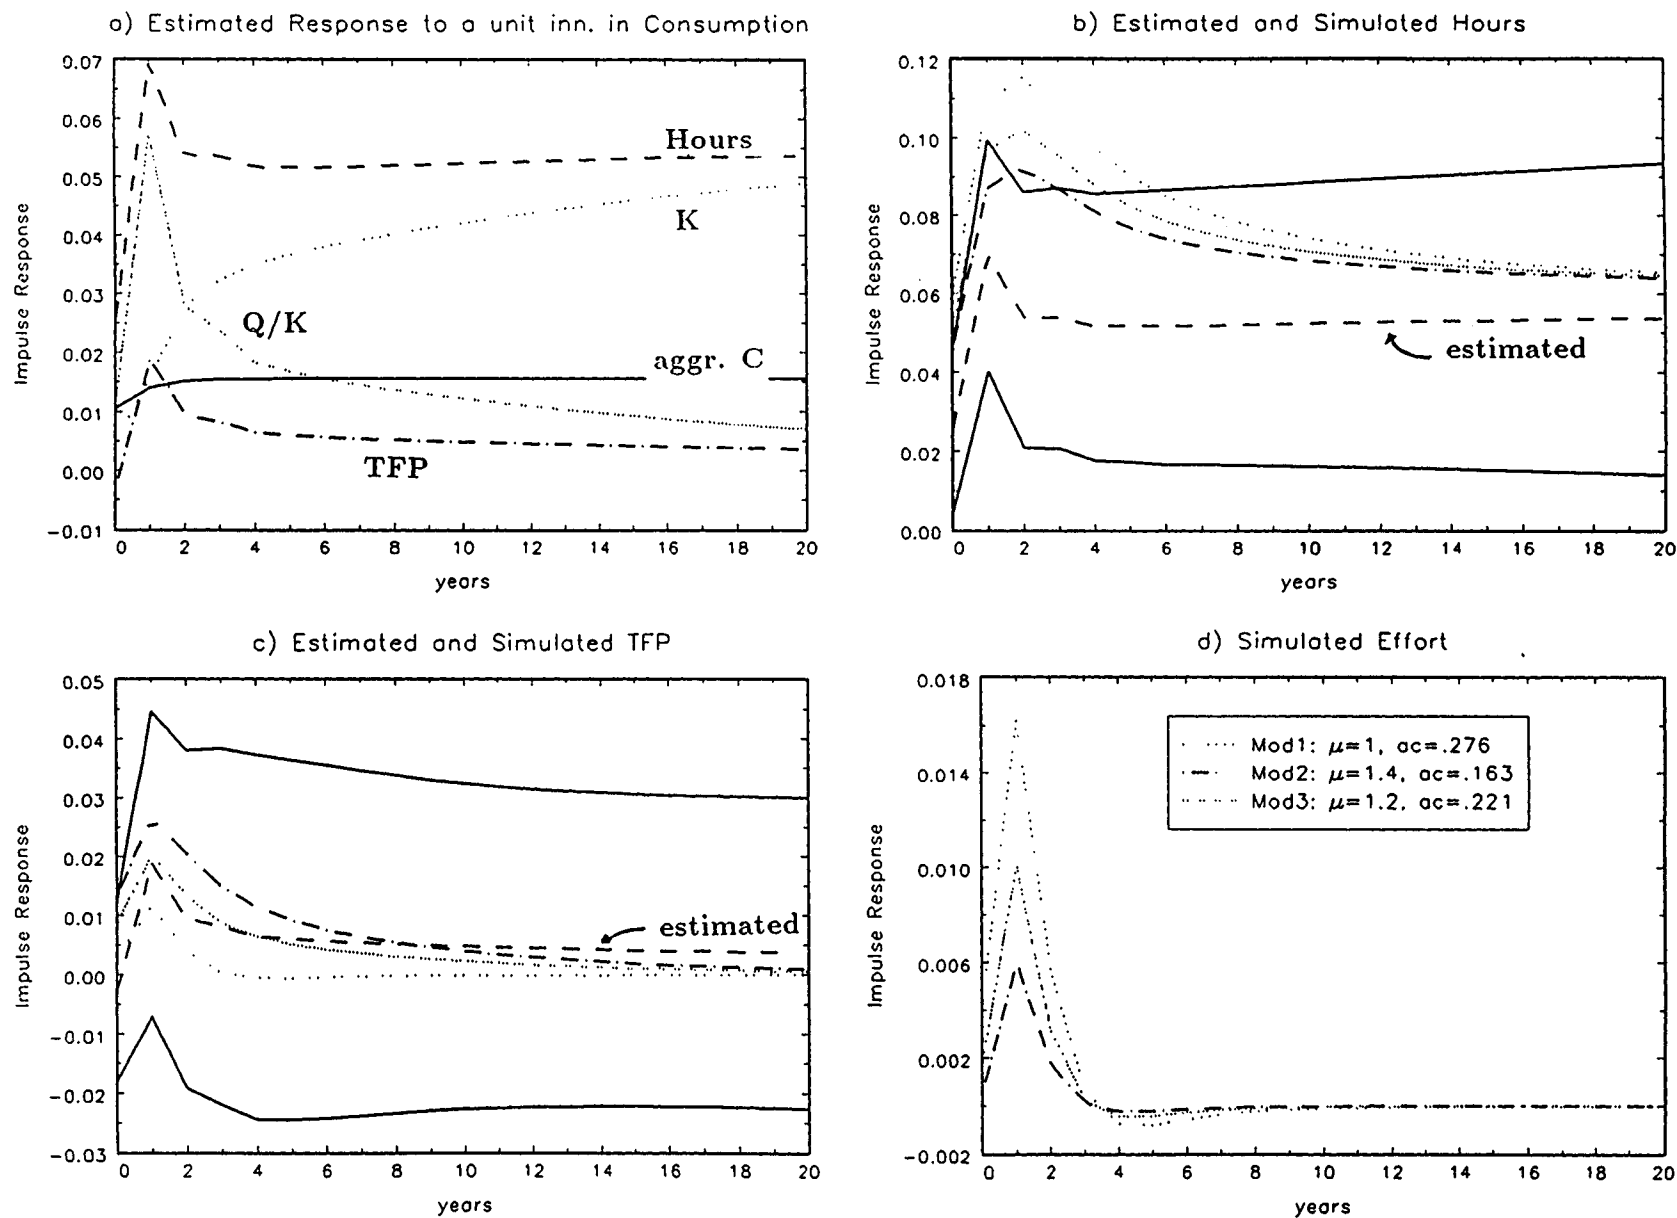 a) Estimated Response to a unit inn. in Consumption
Impulse Response
0.07
0.06
0.05
0.04
0.03
0.02
0.01
0.00
-0.01
Hours
K
Q/K
aggr. C
TFP
0 2 4 6 8 10 12 14 16 18 20
years
b) Estimated and Simulated Hours
Impulse Response
0.12
0.10
0.08
0.06
0.04
0.02
0.00
estimated
0 2 4 6 8 10 12 14 16 18 20
years
c) Estimated and Simulated TFP
Impulse Response
0.05
0.04
0.03
0.02
0.01
0.00
-0.01
-0.02
-0.03
estimated
0 2 4 6 8 10 12 14 16 18 20
years
d) Simulated Effort
Impulse Response
0.018
0.014
0.010
0.006
0.002
-0.002
Mod1: μ=1, ac=.276
Mod2: μ=1.4, ac=.163
Mod3: μ=1.2, ac=.221
0 2 4 6 8 10 12 14 16 18 20
years